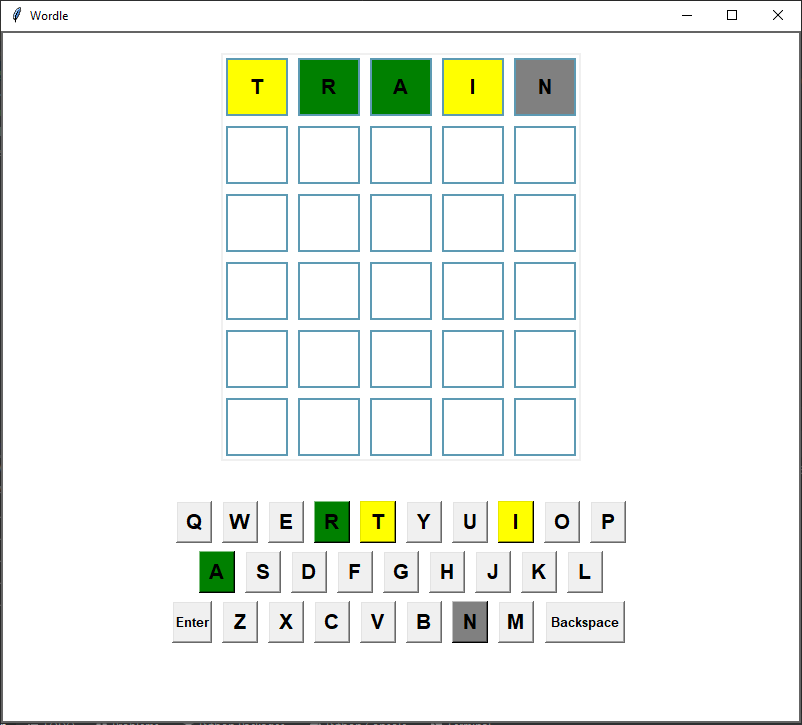 Wordle
T R A I N
Q W E R T Y U I O P
A S D F G H J K L
Enter Z X C V B N M Backspace